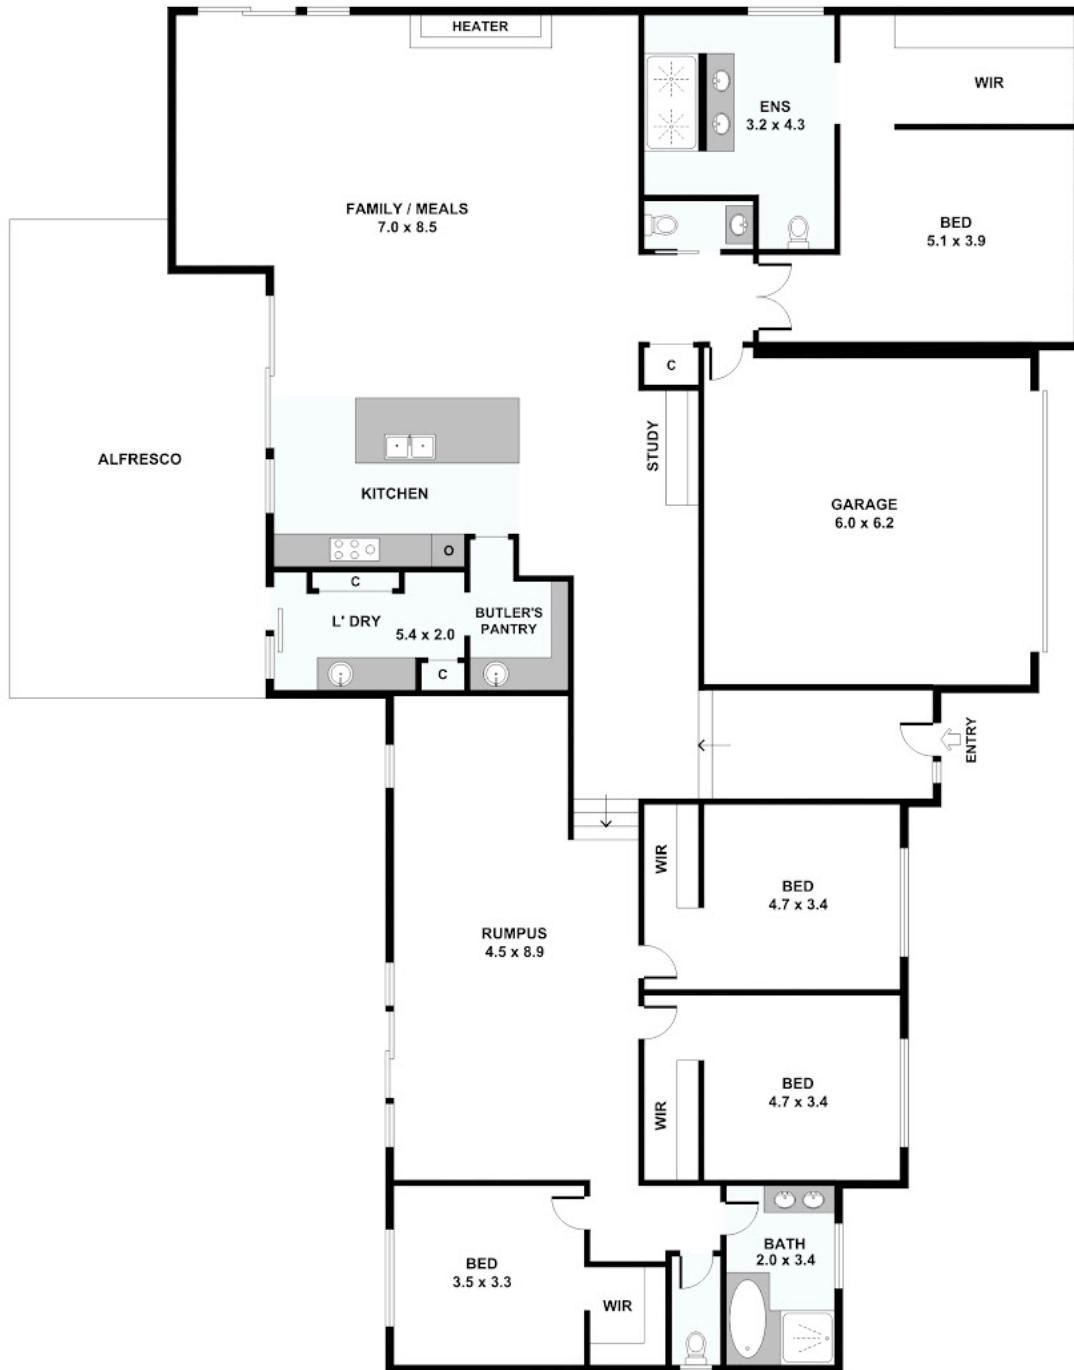 HEATER
ENS
3.2 x 4.3
WIR
FAMILY / MEALS
7.0 x 8.5
BED
5.1 x 3.9
C
STUDY
ALFRESCO
KITCHEN
GARAGE
6.0 x 6.2
O
C
L' DRY
5.4 x 2.0
BUTLER'S
PANTRY
C
ENTRY
WIR
BED
4.7 x 3.4
RUMPUS
4.5 x 8.9
WIR
BED
4.7 x 3.4
BED
3.5 x 3.3
WIR
BATH
2.0 x 3.4